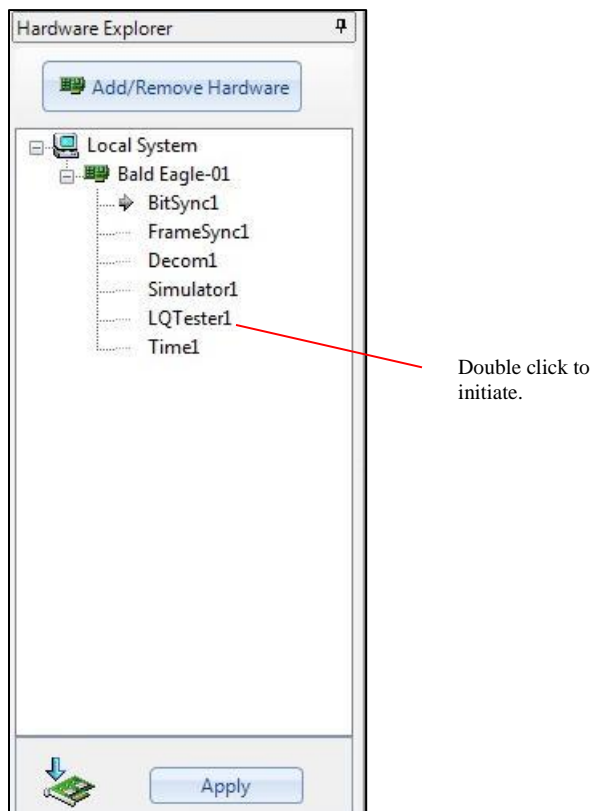 Hardware Explorer
Add/Remove Hardware
Local System
Bald Eagle-01
BitSync1
FrameSync1
Decom1
Simulator1
LQTester1
Time1
Double click to
initiate.
Apply